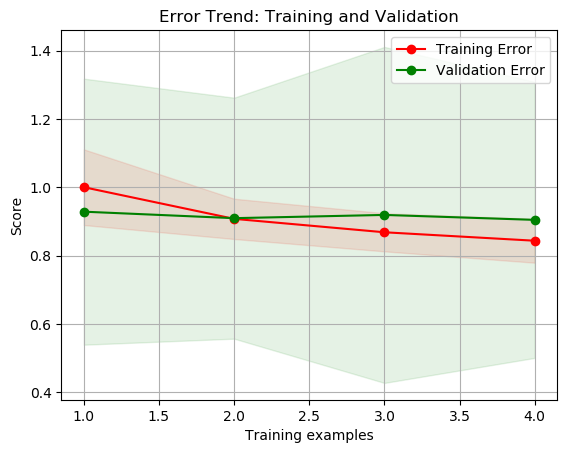 Error Trend: Training and Validation
Training Error
Validation Error
Score
1.4
1.2
1.0
0.8
0.6
0.4
1.0 1.5 2.0 2.5 3.0 3.5 4.0
Training examples